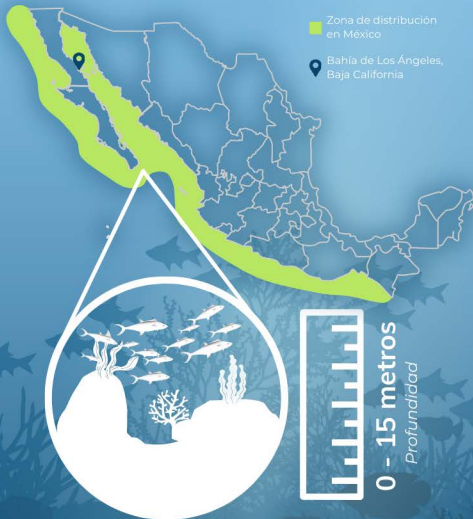 Zona de distribución
en México
Bahía de Los Ángeles,
Baja California
0 - 15 metros
Profundidad